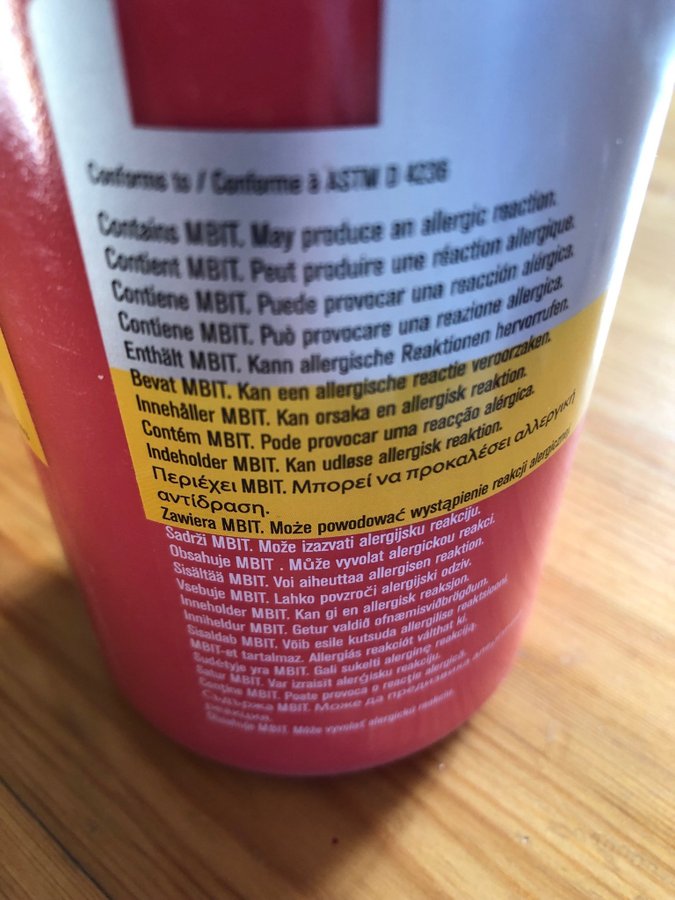 Conforms to / Conforme à ASTM D 4236
Contains MBIT. May produce an allergic reaction.
Contient MBIT. Peut produire une réaction allergique.
Contiene MBIT. Puede provocar una reacción alérgica.
Contiene MBIT. Può provocare una reazione allergica.
Enthält MBIT. Kann allergische Reaktionen hervorrufen.
Bevat MBIT. Kan een allergische reactie veroorzaken.
Innehåller MBIT. Kan orsaka en allergisk reaktion.
Contém MBIT. Pode provocar uma reacção alérgica.
Indeholder MBIT. Kan udløse allergisk reaktion.
Περιέχει MBIT. Μπορεί να προκαλέσει αλλεργική
αντίδραση.
Zawiera MBIT. Może powodować wystąpienie reakcji alergicznej.
Sadrži MBIT. Može izazvati alergijsku reakciju.
Obsahuje MBIT . Může vyvolat alergickou reakci.
Sisältää MBIT. Voi aiheuttaa allergisen reaktion.
Vsebuje MBIT. Lahko povzroči alergijski odziv.
Inneholder MBIT. Kan gi en allergisk reaksjon.
Inniheldur MBIT. Getur valdið ofnæmisviðbrögðum.
Sisaldab MBIT. Võib esile kutsuda allergilise reaktsiooni.
MBIT-et tartalmaz. Allergiás reakciót válthat ki.
Sudėtyje yra MBIT. Gali sukelti alerginę reakciją.
Satur MBIT. Var izraisīt alerģisku reakciju.
Conține MBIT. Poate provoca o reacție alergică.
Съдържа MBIT. Може да предизвика
реакция.
Obsahuje MBIT. Môže vyvolať alergickú reakciu.